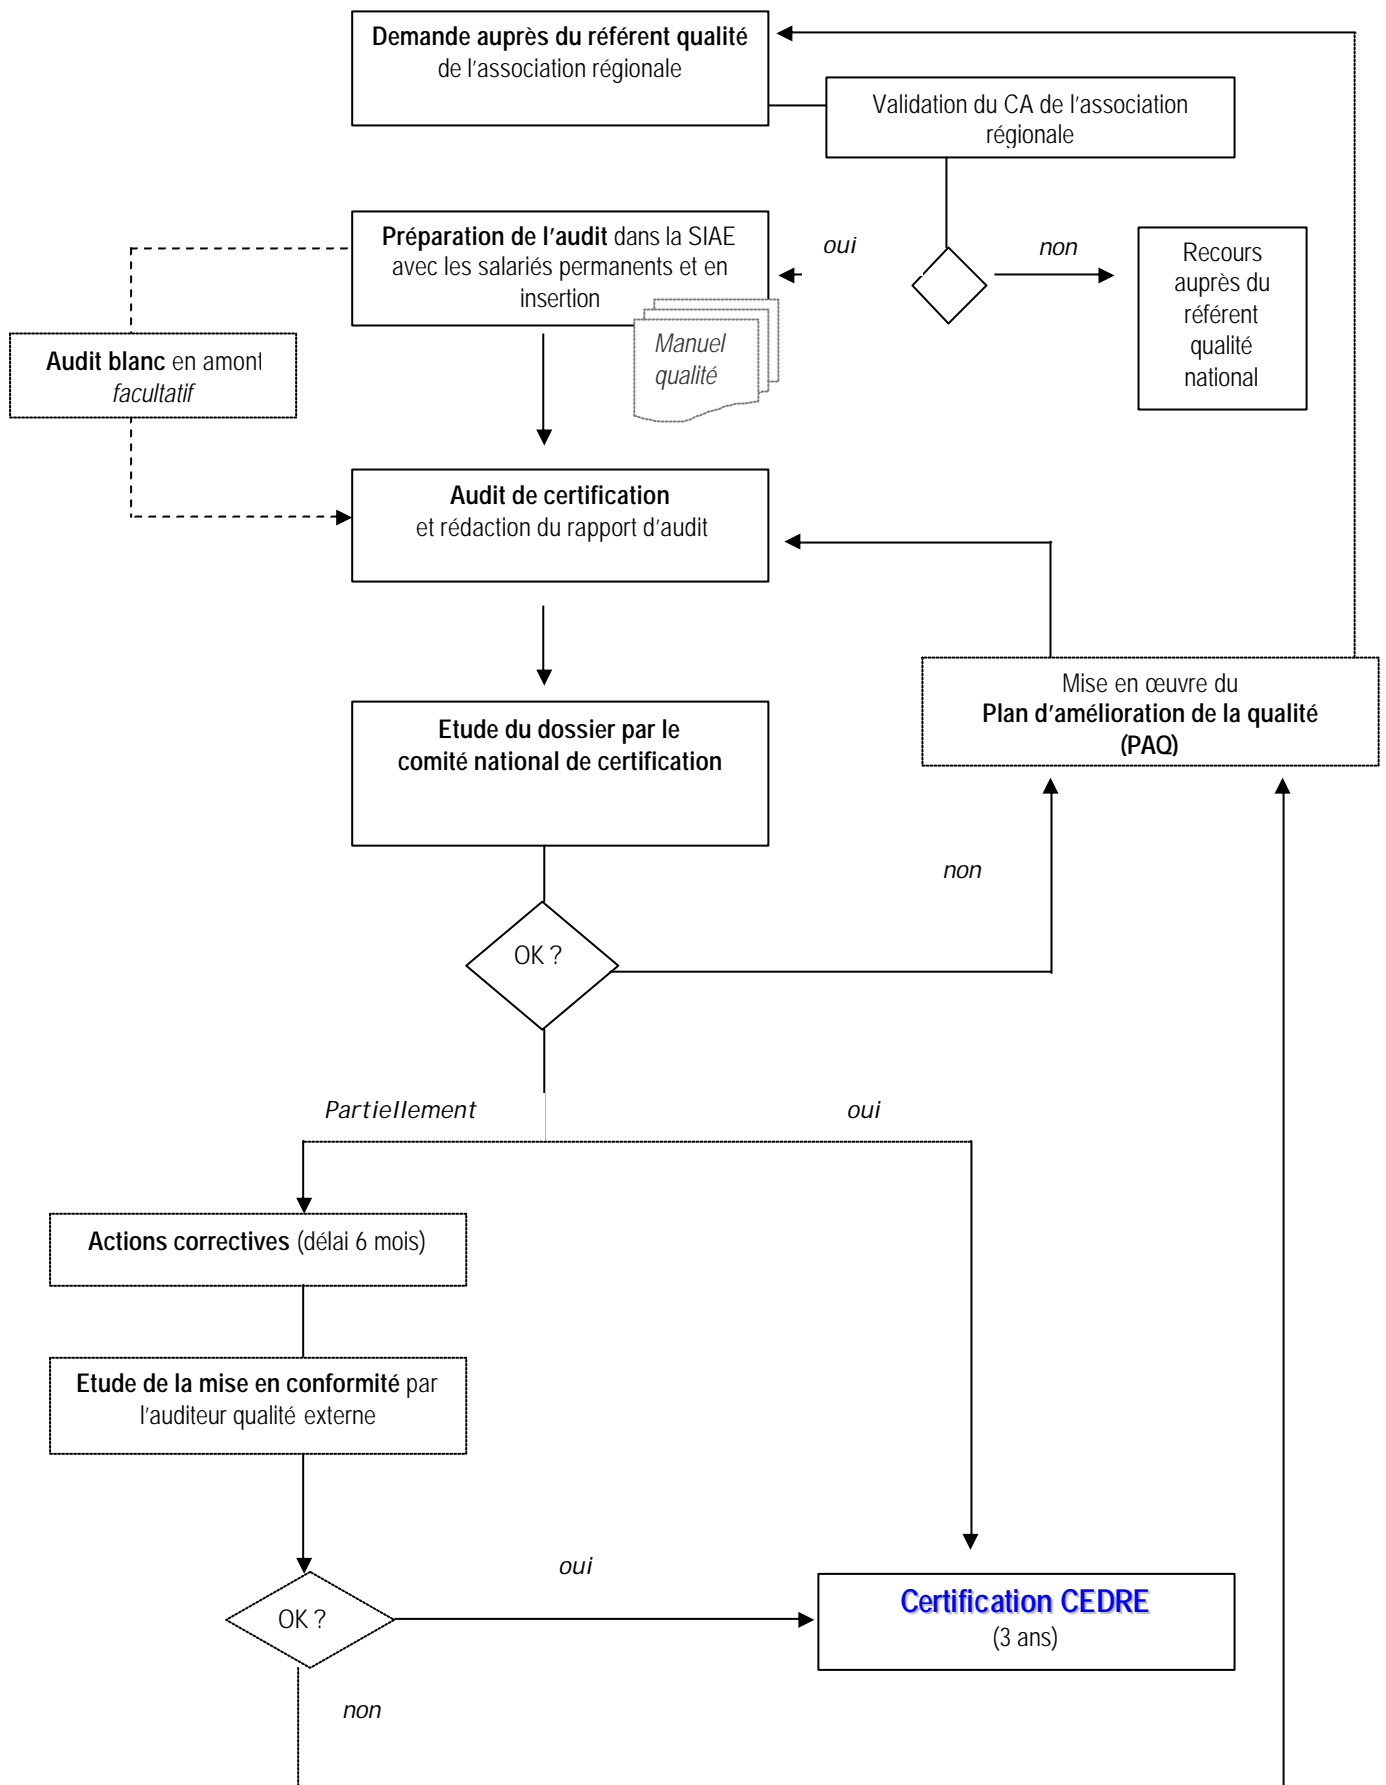 Demande auprès du référent qualité
de l'association régionale
Validation du CA de l'association
régionale
Préparation de l'audit dans la SIAE
avec les salariés permanents et en
insertion
oui
non
Recours
auprès du
référent
qualité
national
Manuel
qualité
Audit blanc en amont
facultatif
Audit de certification
et rédaction du rapport d'audit
Mise en œuvre du
Plan d'amélioration de la qualité
(PAQ)
Etude du dossier par le
comité national de certification
non
OK ?
Partiellement
oui
Actions correctives (délai 6 mois)
Etude de la mise en conformité par
l'auditeur qualité externe
oui
OK ?
Certification CEDRE
(3 ans)
non